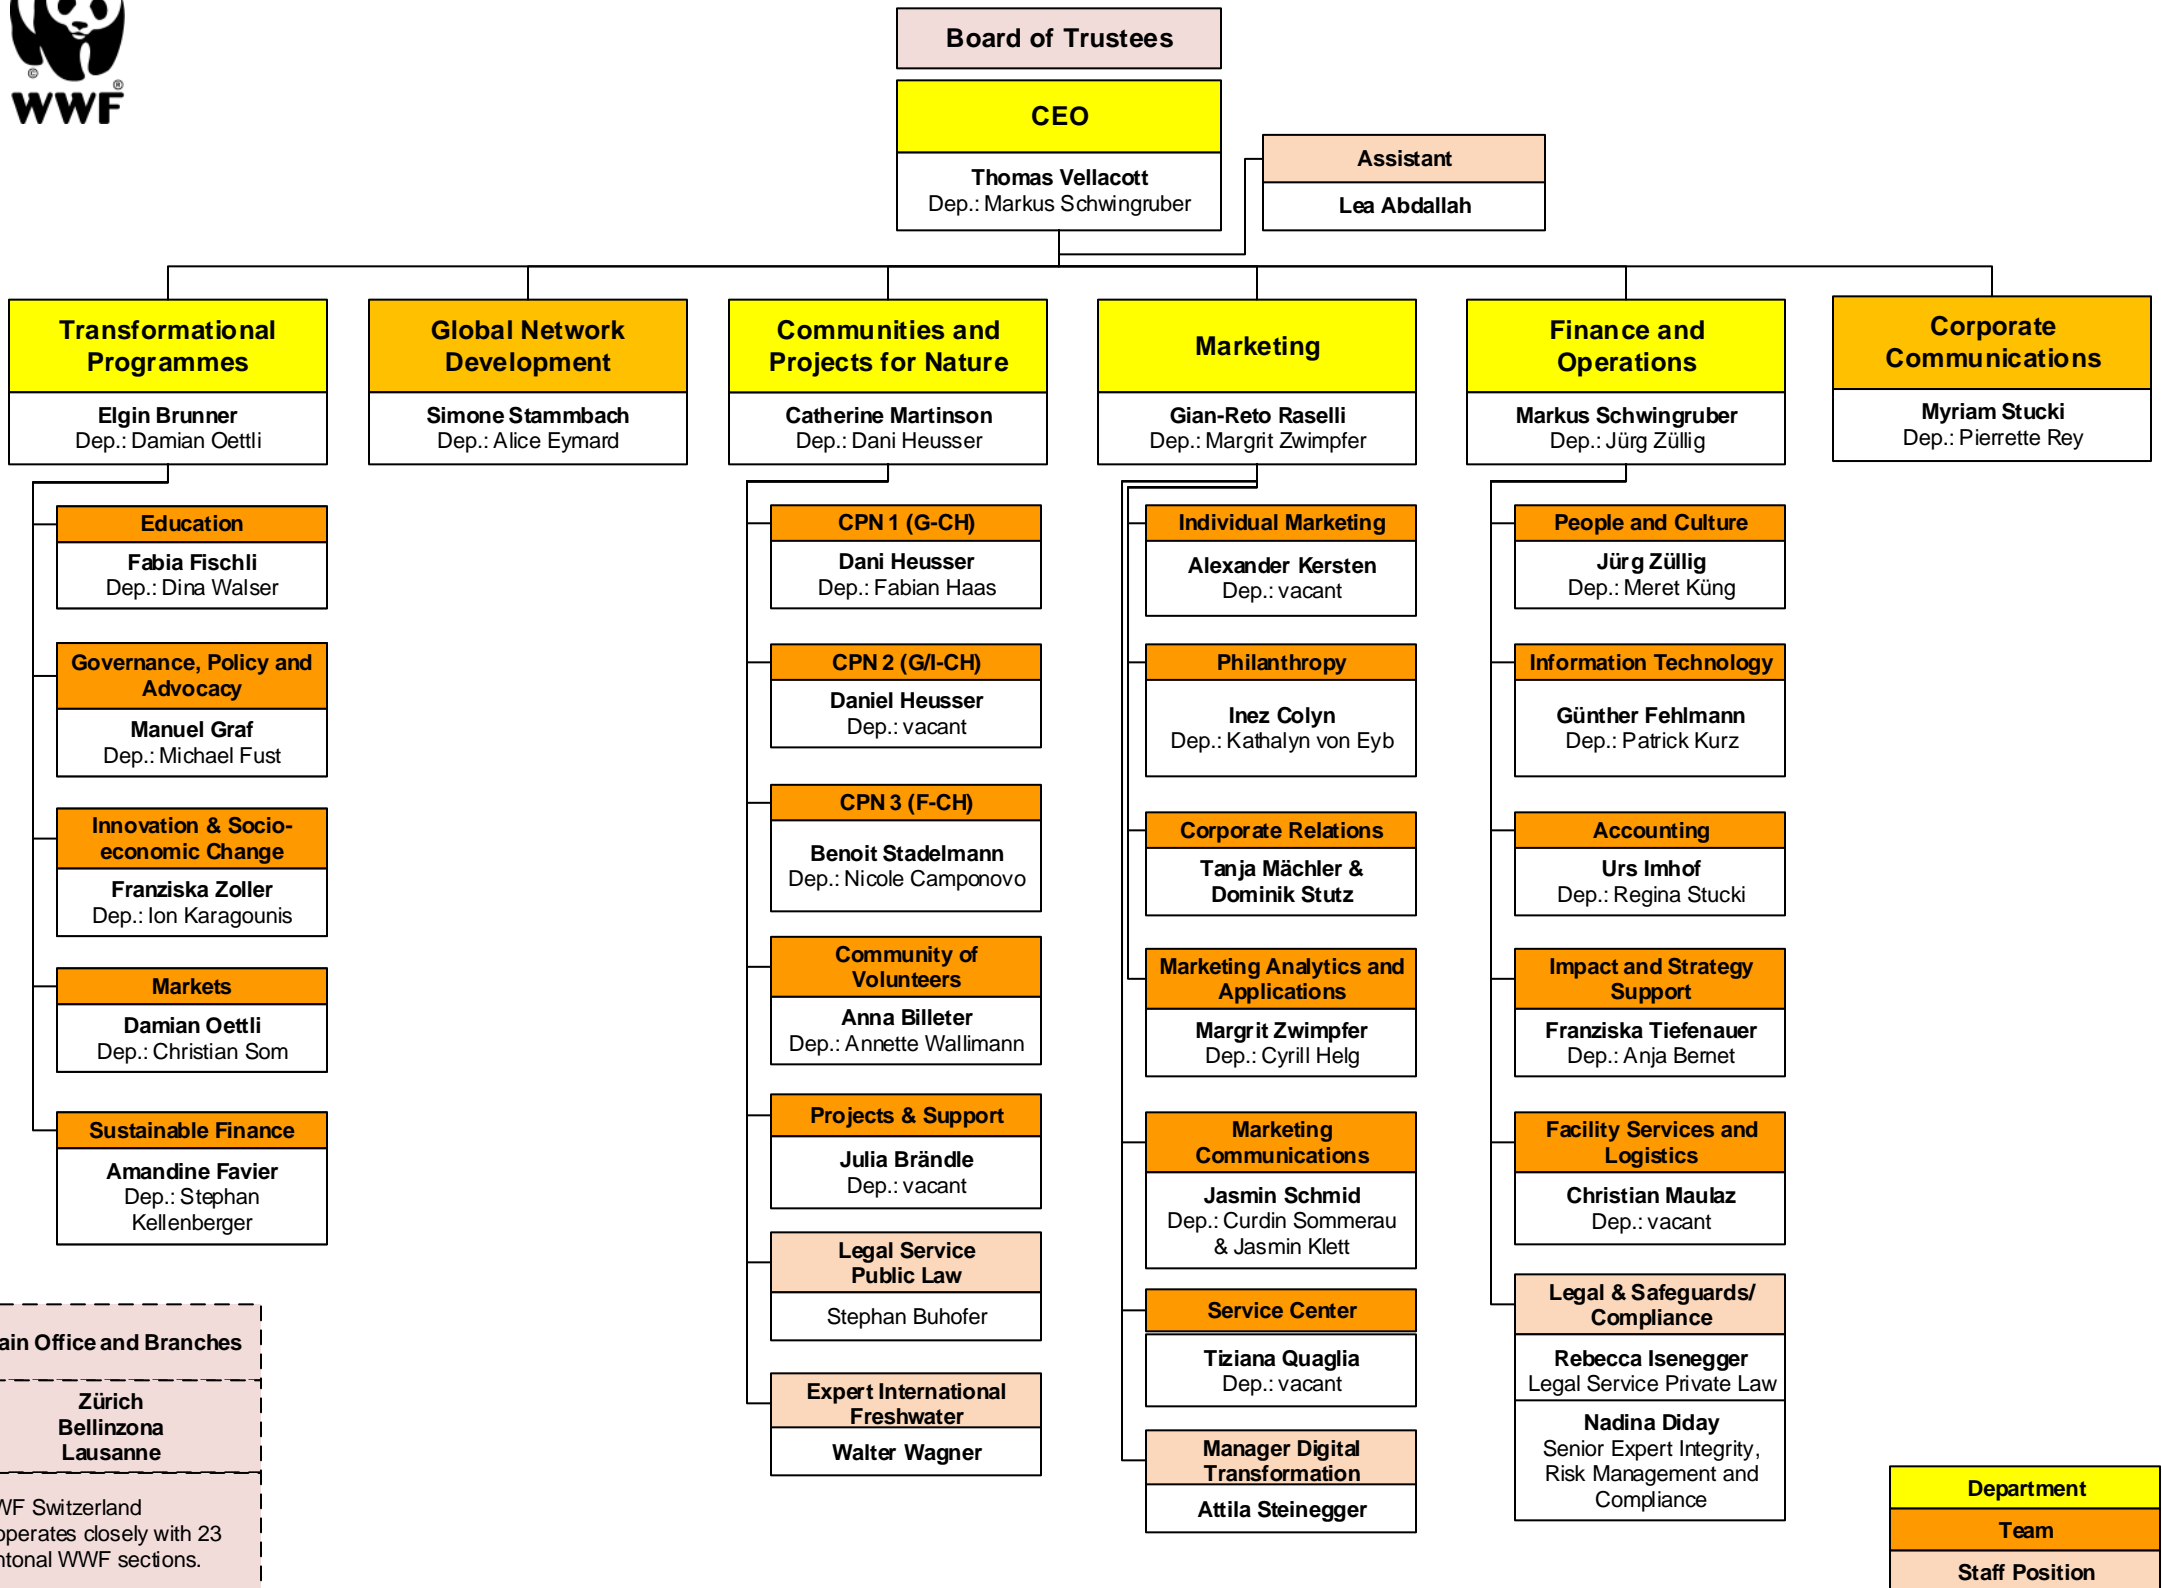 ©
®
WWF
Board of Trustees
CEO
Thomas Vellacott
Dep.: Markus Schwingruber
Assistant
Lea Abdallah
Transformational
Programmes
Elgin Brunner
Dep.: Damian Oettli
Global Network
Development
Simone Stammbach
Dep.: Alice Eymard
Communities and
Projects for Nature
Catherine Martinson
Dep.: Dani Heusser
Marketing
Gian-Reto Raselli
Dep.: Margrit Zwimpfer
Finance and
Operations
Markus Schwingruber
Dep.: Jürg Züllig
Corporate
Communications
Myriam Stucki
Dep.: Pierrette Rey
Education
Fabia Fischli
Dep.: Dina Walser
Governance, Policy and
Advocacy
Manuel Graf
Dep.: Michael Fust
Innovation & Socio-
economic Change
Franziska Zoller
Dep.: Ion Karagounis
Markets
Damian Oettli
Dep.: Christian Som
Sustainable Finance
Amandine Favier
Dep.: Stephan
Kellenberger
CPN 1 (G-CH)
Dani Heusser
Dep.: Fabian Haas
CPN 2 (G/I-CH)
Daniel Heusser
Dep.: vacant
CPN 3 (F-CH)
Benoit Stadelmann
Dep.: Nicole Camponovo
Community of
Volunteers
Anna Billeter
Dep.: Annette Wallimann
Projects & Support
Julia Brändle
Dep.: vacant
Legal Service
Public Law
Stephan Buhofer
Expert International
Freshwater
Walter Wagner
Individual Marketing
Alexander Kersten
Dep.: vacant
Philanthropy
Inez Colyn
Dep.: Kathalyn von Eyb
Corporate Relations
Tanja Mächler &
Dominik Stutz
Marketing Analytics and
Applications
Margrit Zwimpfer
Dep.: Cyrill Helg
Marketing
Communications
Jasmin Schmid
Dep.: Curdin Sommerau
& Jasmin Klett
Service Center
Tiziana Quaglia
Dep.: vacant
Manager Digital
Transformation
Attila Steinegger
People and Culture
Jürg Züllig
Dep.: Meret Küng
Information Technology
Günther Fehlmann
Dep.: Patrick Kurz
Accounting
Urs Imhof
Dep.: Regina Stucki
Impact and Strategy
Support
Franziska Tiefenauer
Dep.: Anja Bernet
Facility Services and
Logistics
Christian Maulaz
Dep.: vacant
Legal & Safeguards/
Compliance
Rebecca Isenegger
Legal Service Private Law
Nadina Diday
Senior Expert Integrity,
Risk Management and
Compliance
ain Office and Branches
Zürich
Bellinzona
Lausanne
WF Switzerland
operates closely with 23
ntonal WWF sections.
Department
Team
Staff Position